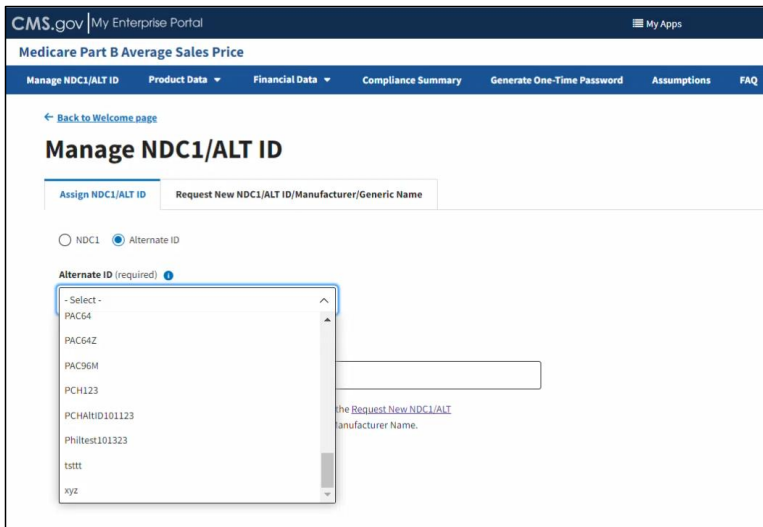 CMS.gov My Enterprise Portal My Apps
Medicare Part B Average Sales Price
Manage NDC1/ALT ID Product Data Financial Data Compliance Summary Generate One-Time Password Assumptions FAQ
Back to Welcome page
Manage NDC1/ALT ID
Assign NDC1/ALT ID Request New NDC1/ALT ID/Manufacturer/Generic Name
NDC1 Alternate ID
Alternate ID (required)
- Select -
PAC64
PAC64Z
PAC96M
PCH123
PCHAltID101123
the Request New NDC1/ALT
Manufacturer Name.
Philtest101323
tsttt
xyz